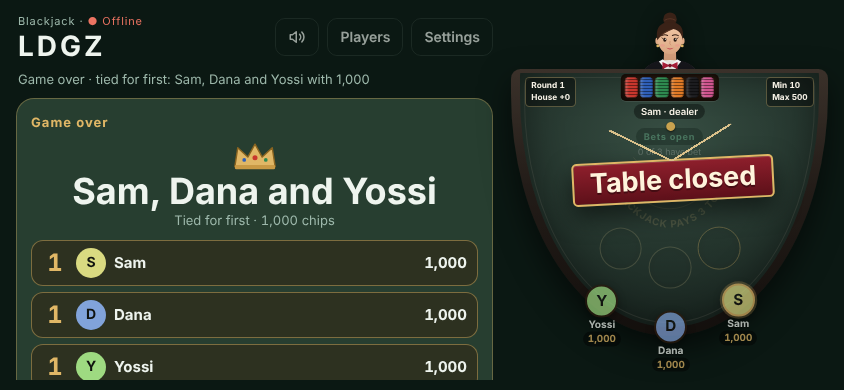 Blackjack · Offline
LDGZ
Players
Settings
Game over · tied for first: Sam, Dana and Yossi with 1,000
Game over
Sam, Dana and Yossi
Tied for first · 1,000 chips
1 S Sam 1,000
1 D Dana 1,000
1 Y Yossi 1,000
Round 1
House +0
Min 10
Max 500
Sam · dealer
Bets open
Table closed
Y
Yossi
1,000
D
Dana
1,000
S
Sam
1,000